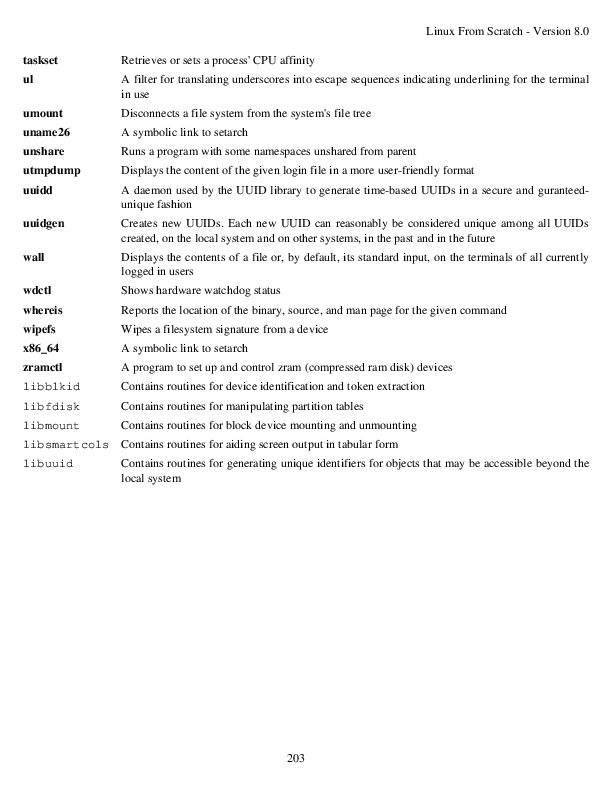 Linux From Scratch - Version 8.0
taskset Retrieves or sets a process' CPU affinity
ul A filter for translating underscores into escape sequences indicating underlining for the terminal
in use
umount Disconnects a file system from the system's file tree
uname26 A symbolic link to setarch
unshare Runs a program with some namespaces unshared from parent
utmpdump Displays the content of the given login file in a more user-friendly format
uuidd A daemon used by the UUID library to generate time-based UUIDs in a secure and guranteed-
unique fashion
uuidgen Creates new UUIDs. Each new UUID can reasonably be considered unique among all UUIDs
created, on the local system and on other systems, in the past and in the future
wall Displays the contents of a file or, by default, its standard input, on the terminals of all currently
logged in users
wdctl Shows hardware watchdog status
whereis Reports the location of the binary, source, and man page for the given command
wipefs Wipes a filesystem signature from a device
x86_64 A symbolic link to setarch
zramctl A program to set up and control zram (compressed ram disk) devices
libblkid Contains routines for device identification and token extraction
libfdisk Contains routines for manipulating partition tables
libmount Contains routines for block device mounting and unmounting
libsmartcols Contains routines for aiding screen output in tabular form
libuuid Contains routines for generating unique identifiers for objects that may be accessible beyond the
local system
203